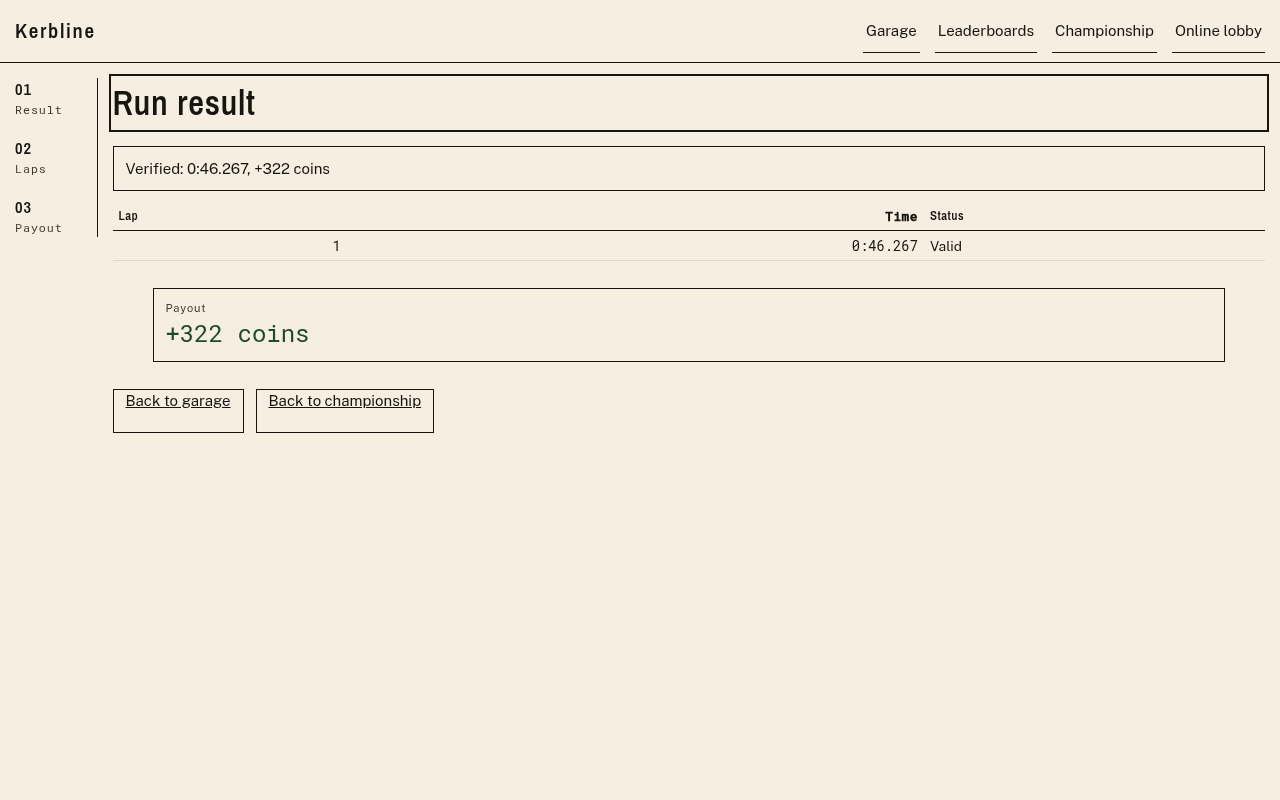 Kerbline
Garage Leaderboards Championship Online lobby
01
Result
02
Laps
03
Payout
Run result
Verified: 0:46.267, +322 coins
Lap Time Status
1 0:46.267 Valid
Payout
+322 coins
Back to garage Back to championship